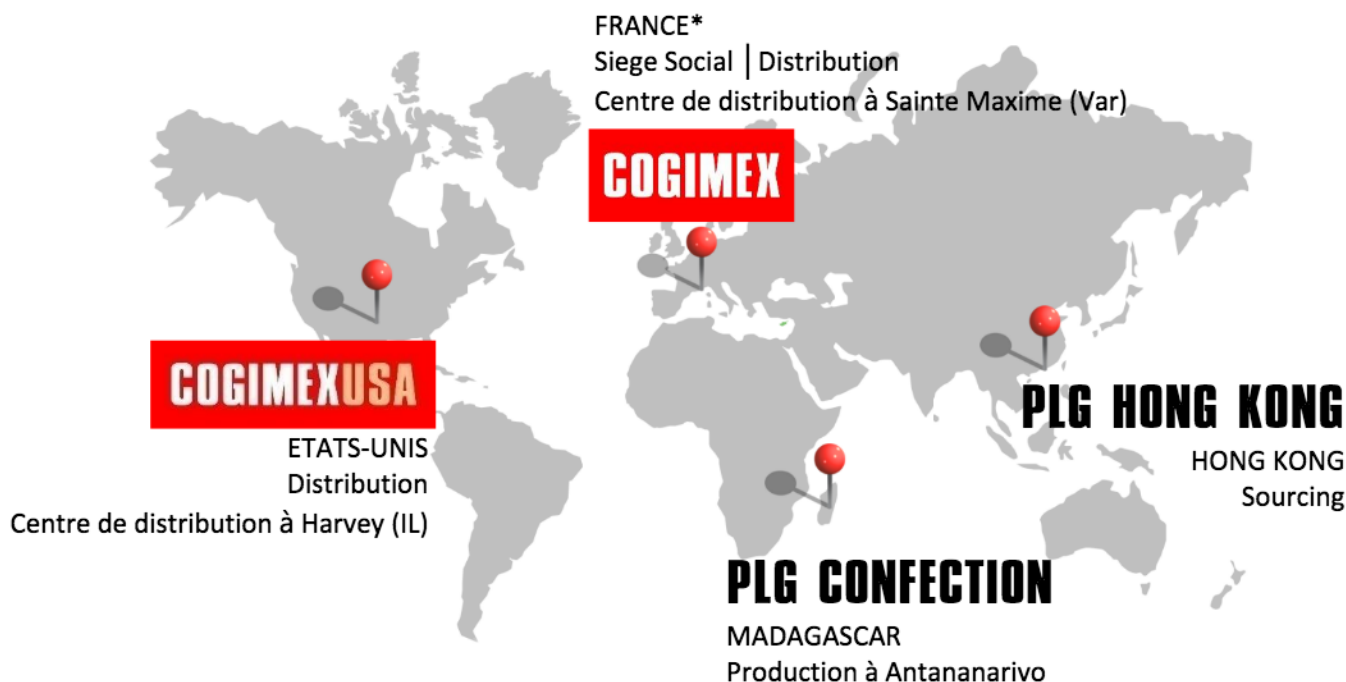 FRANCE*
Siege Social | Distribution
Centre de distribution à Sainte Maxime (Var)
COGIMEX
COGIMEXUSA
ETATS-UNIS
Distribution
Centre de distribution à Harvey (IL)
PLG HONG KONG
HONG KONG
Sourcing
PLG CONFECTION
MADAGASCAR
Production à Antananarivo